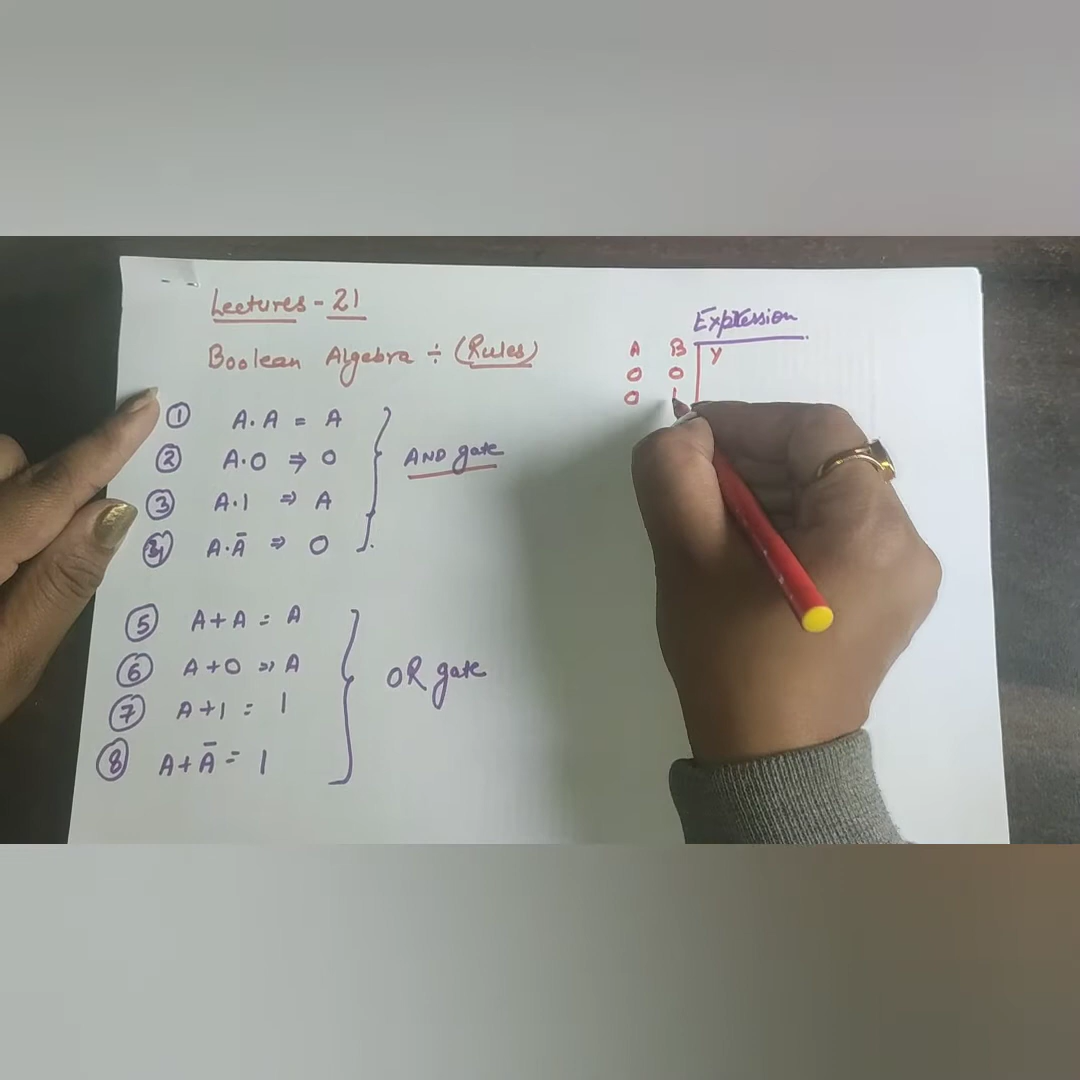 Lectures - 21
Boolean Algebra ÷ (Rules)
① A.A = A
② A.0 ⇒ 0
③ A.1 ⇒ A
④ A.Ā ⇒ 0
AND gate
⑤ A+A = A
⑥ A+0 ⇒ A
⑦ A+1 = 1
⑧ A+Ā = 1
OR gate
Expression
A B Y
0 0
0 1